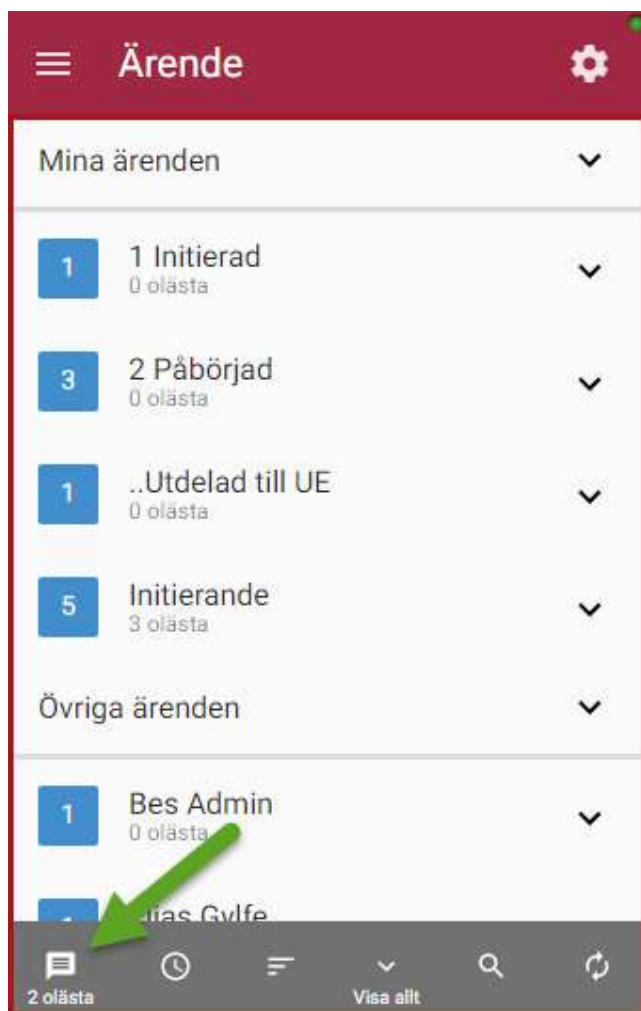 Ärende
Mina ärenden
1
1 Initierad
0 olästa
3
2 Påbörjad
0 olästa
1
..Utdelad till UE
0 olästa
5
Initierande
3 olästa
Övriga ärenden
1
Bes Admin
0 olästa
Gylfe
2 olästa
Visa allt